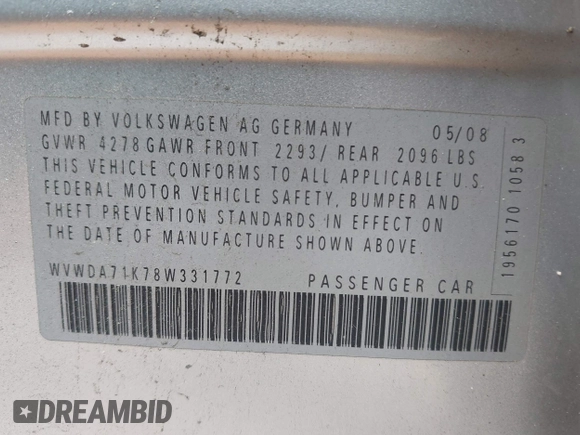 MFD BY VOLKSWAGEN AG GERMANY 05/08
GVWR 4278 GAWR FRONT 2293/ REAR 2096 LBS
THIS VEHICLE CONFORMS TO ALL APPLICABLE U.S.
FEDERAL MOTOR VEHICLE SAFETY, BUMPER AND
THEFT PREVENTION STANDARDS IN EFFECT ON
THE DATE OF MANUFACTURE SHOWN ABOVE.
WVWDA71K78W331772 PASSENGER CAR
1956170 1058 3
DREAMBID